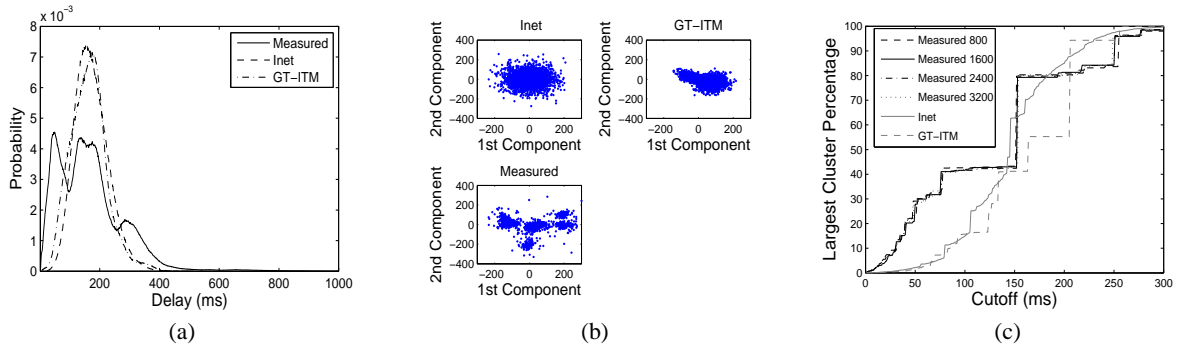 8 x 10⁻³
7
6
5
4
3
2
1
0
Probability
200 400 600 800 1000
Delay (ms)
Measured
Inet
GT−ITM
(a)
Inet
400
200
0
−200
−400
2nd Component
−200 0 200
1st Component
GT−ITM
400
200
0
−200
−400
2nd Component
−200 0 200
1st Component
Measured
400
200
0
−200
−400
2nd Component
−200 0 200
1st Component
(b)
100
90
80
70
60
50
40
30
20
10
0
Largest Cluster Percentage
0 50 100 150 200 250 300
Cutoff (ms)
Measured 800
Measured 1600
Measured 2400
Measured 3200
Inet
GT−ITM
(c)